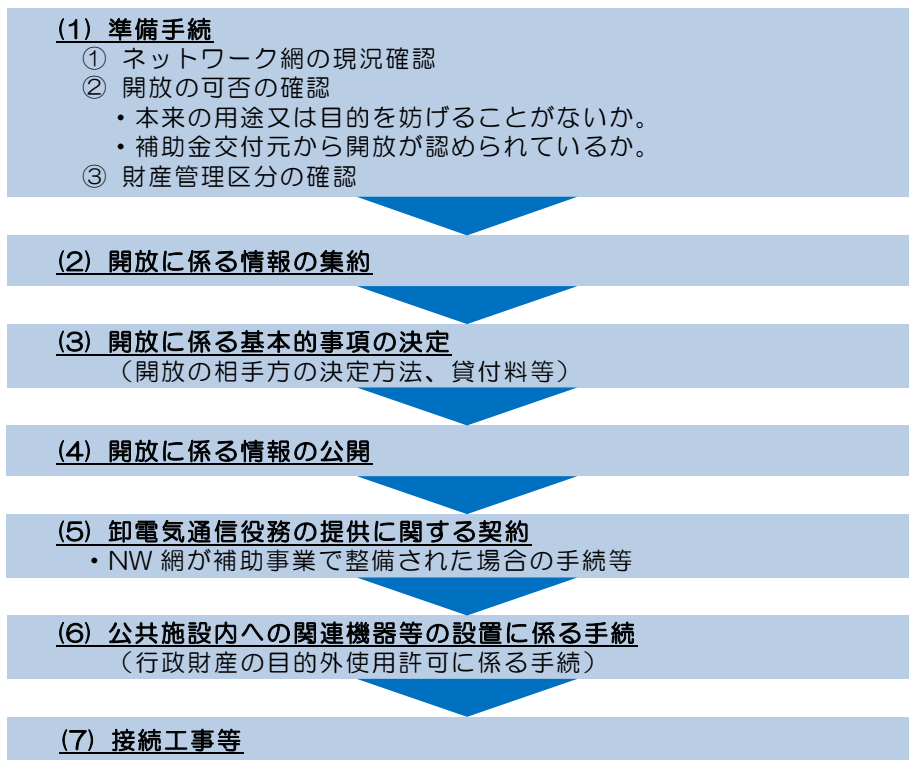 (1) 準備手続
① ネットワーク網の現況確認
② 開放の可否の確認
・本来の用途又は目的を妨げることがないか。
・補助金交付元から開放が認められているか。
③ 財産管理区分の確認
(2) 開放に係る情報の集約
(3) 開放に係る基本的事項の決定
（開放の相手方の決定方法、貸付料等）
(4) 開放に係る情報の公開
(5) 卸電気通信役務の提供に関する契約
・NW 網が補助事業で整備された場合の手続等
(6) 公共施設内への関連機器等の設置に係る手続
（行政財産の目的外使用許可に係る手続）
(7) 接続工事等